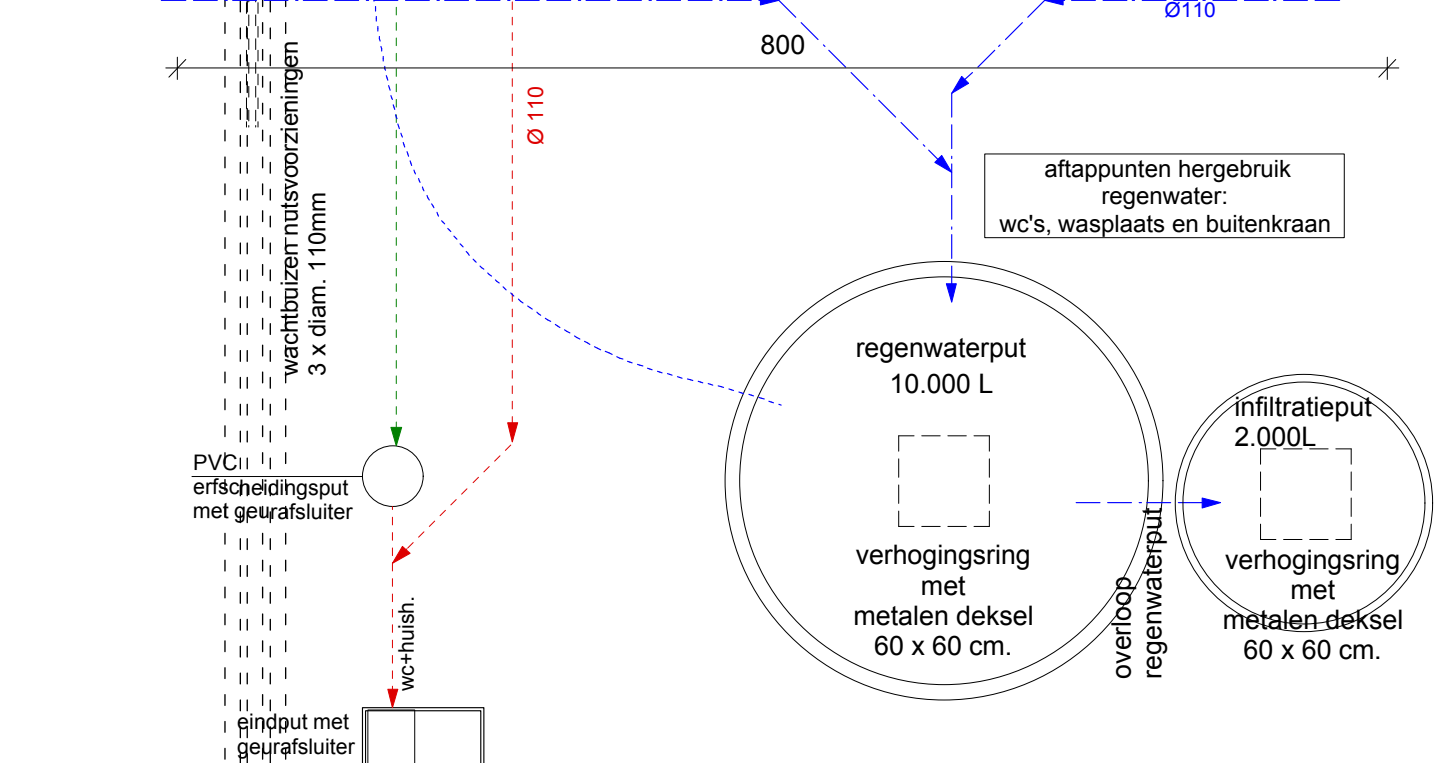 Ø110
800
Ø 110
wachtbuizen nutsvoorzieningen
3 x diam. 110mm
aftappunten hergebruik
regenwater:
wc's, wasplaats en buitenkraan
regenwaterput
10.000 L
infiltratieput
2.000L
PVC
erfscheidingsput
met geurafsluiter
verhogingsring
met
metalen deksel
60 x 60 cm.
overloop
regenwaterput
verhogingsring
met
metalen deksel
60 x 60 cm.
wc+huish.
eindput met
geurafsluiter